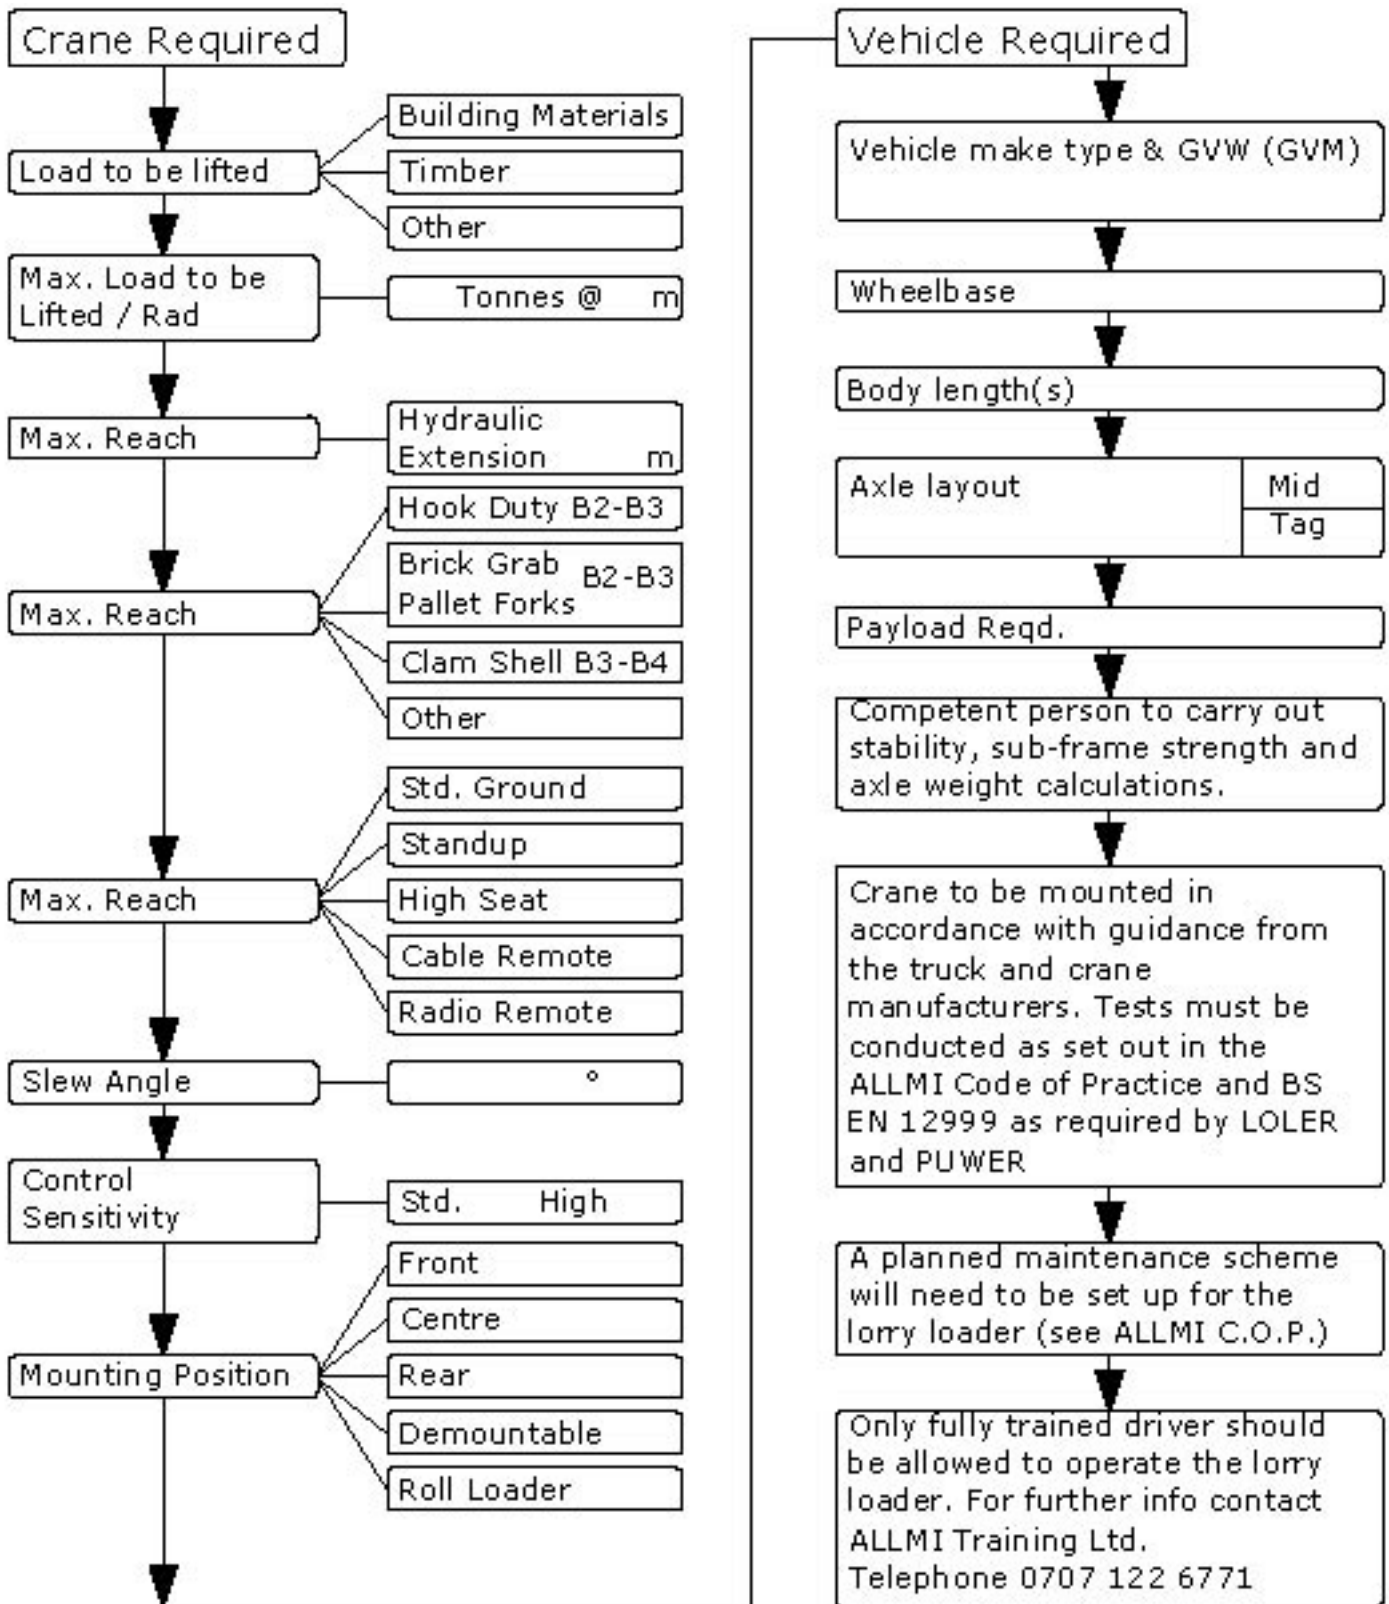 Crane Required
Load to be lifted
Building Materials
Timber
Other
Max. Load to be
Lifted / Rad
Tonnes @ m
Max. Reach
Hydraulic
Extension m
Max. Reach
Hook Duty B2-B3
Brick Grab B2-B3
Pallet Forks
Clam Shell B3-B4
Other
Max. Reach
Std. Ground
Standup
High Seat
Cable Remote
Radio Remote
Slew Angle
°
Control
Sensitivity
Std. High
Mounting Position
Front
Centre
Rear
Demountable
Roll Loader
Vehicle Required
Vehicle make type & GVW (GVM)
Wheelbase
Body length(s)
Axle layout
Mid
Tag
Payload Reqd.
Competent person to carry out
stability, sub-frame strength and
axle weight calculations.
Crane to be mounted in
accordance with guidance from
the truck and crane
manufacturers. Tests must be
conducted as set out in the
ALLMI Code of Practice and BS
EN 12999 as required by LOLER
and PUWER
A planned maintenance scheme
will need to be set up for the
lorry loader (see ALLMI C.O.P.)
Only fully trained driver should
be allowed to operate the lorry
loader. For further info contact
ALLMI Training Ltd.
Telephone 0707 122 6771